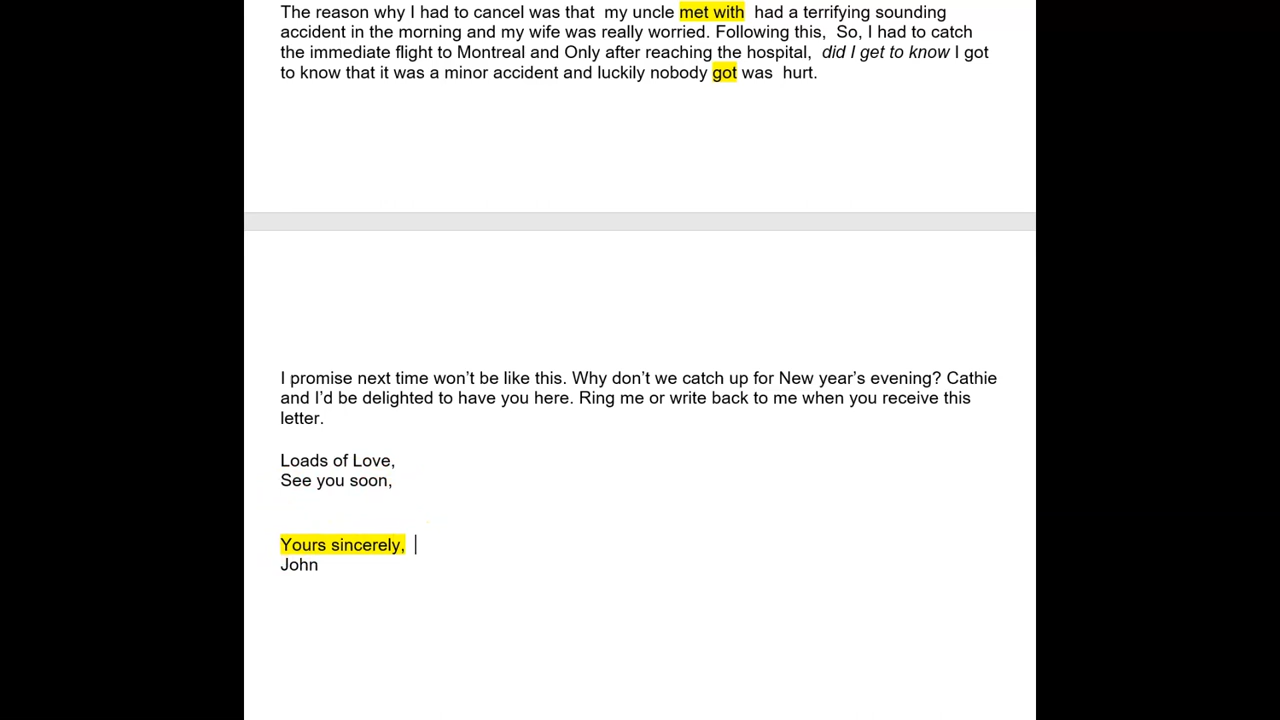 The reason why I had to cancel was that  my uncle met with  had a terrifying sounding
accident in the morning and my wife was really worried. Following this,  So, I had to catch
the immediate flight to Montreal and Only after reaching the hospital,  did I get to know I got
to know that it was a minor accident and luckily nobody got was  hurt.
I promise next time won’t be like this. Why don’t we catch up for New year’s evening? Cathie
and I’d be delighted to have you here. Ring me or write back to me when you receive this
letter.
Loads of Love,
See you soon,
Yours sincerely,
John